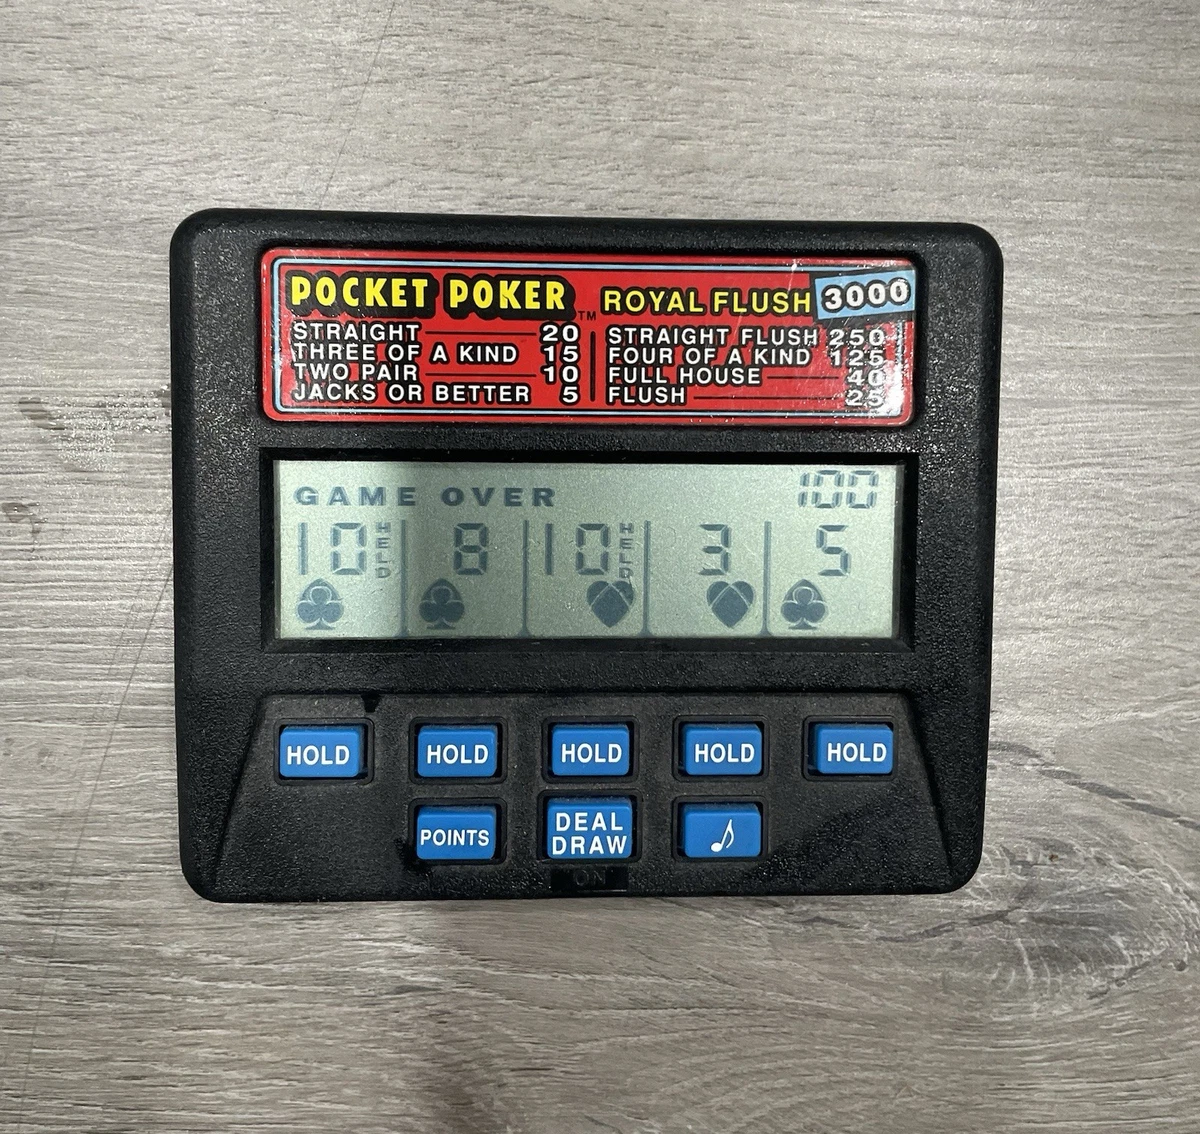 POCKET POKER™ ROYAL FLUSH 3000
STRAIGHT 20
THREE OF A KIND 15
TWO PAIR 10
JACKS OR BETTER 5
STRAIGHT FLUSH 250
FOUR OF A KIND 125
FULL HOUSE 40
FLUSH 25
GAME OVER 100
10 HELD 8 10 HELD 3 5
HOLD HOLD HOLD HOLD HOLD
POINTS DEAL DRAW
ON